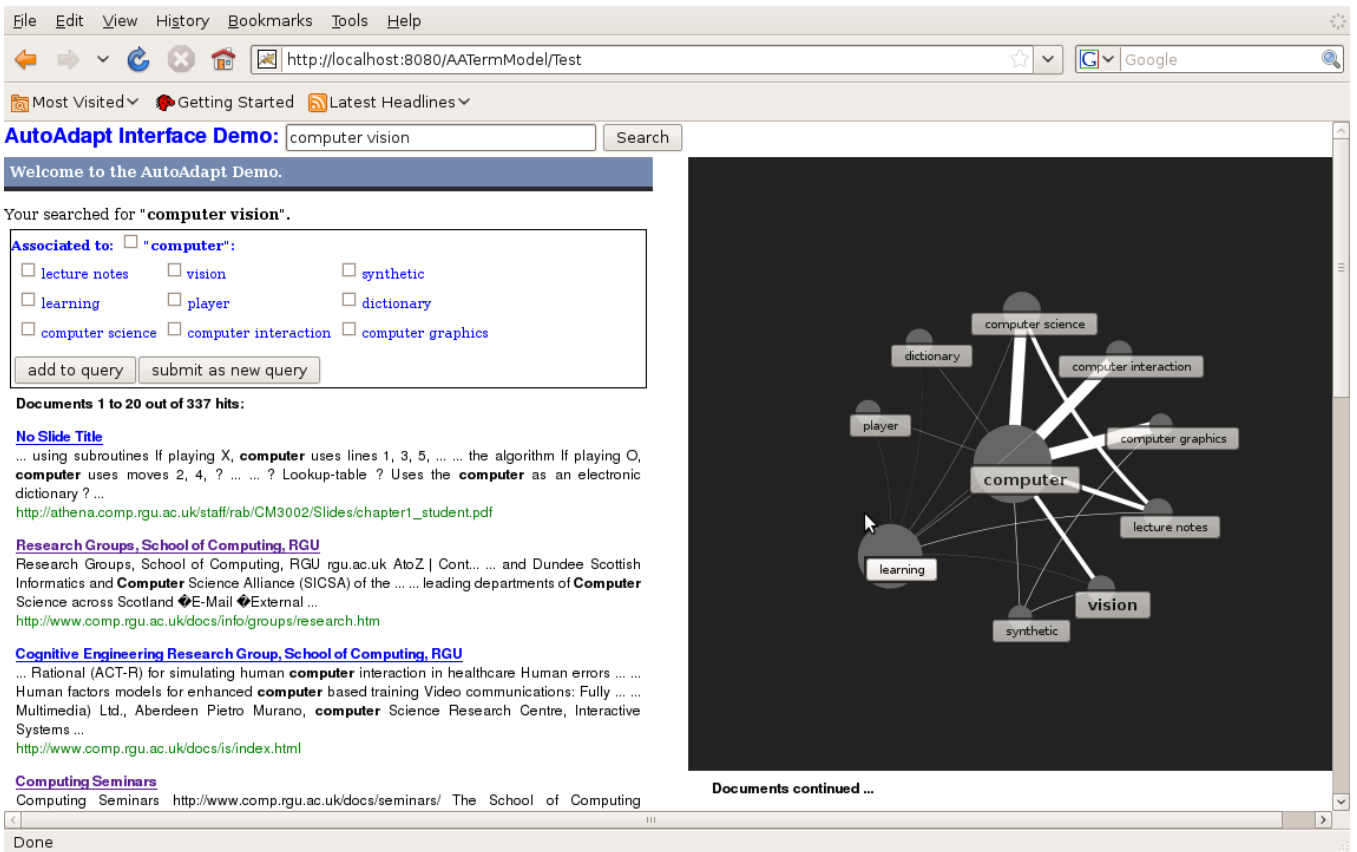 File Edit View History Bookmarks Tools Help
http://localhost:8080/AATermModel/Test
G Google
Most Visited Getting Started Latest Headlines
AutoAdapt Interface Demo: computer vision Search
Welcome to the AutoAdapt Demo.
Your searched for "computer vision".
Associated to: "computer":
lecture notes vision synthetic
learning player dictionary
computer science computer interaction computer graphics
add to query submit as new query
Documents 1 to 20 out of 337 hits:
No Slide Title
... using subroutines If playing X, computer uses lines 1, 3, 5, ... ... the algorithm If playing O,
computer uses moves 2, 4, ? ... ... ? Lookup-table ? Uses the computer as an electronic
dictionary ? ...
http://athena.comp.rgu.ac.uk/staff/rab/CM3002/Slides/chapter1_student.pdf
Research Groups, School of Computing, RGU
Research Groups, School of Computing, RGU rgu.ac.uk AtoZ | Cont... ... and Dundee Scottish
Informatics and Computer Science Alliance (SICSA) of the ... ... leading departments of Computer
Science across Scotland �E-Mail �External ...
http://www.comp.rgu.ac.uk/docs/info/groups/research.htm
Cognitive Engineering Research Group, School of Computing, RGU
... Rational (ACT-R) for simulating human computer interaction in healthcare Human errors ... ...
Human factors models for enhanced computer based training Video communications: Fully ... ...
Multimedia) Ltd., Aberdeen Pietro Murano, computer Science Research Centre, Interactive
Systems ...
http://www.comp.rgu.ac.uk/docs/is/index.html
Computing Seminars
Computing Seminars http://www.comp.rgu.ac.uk/docs/seminars/ The School of Computing
computer science
dictionary
computer interaction
player
computer graphics
computer
lecture notes
learning
vision
synthetic
Documents continued ...
Done